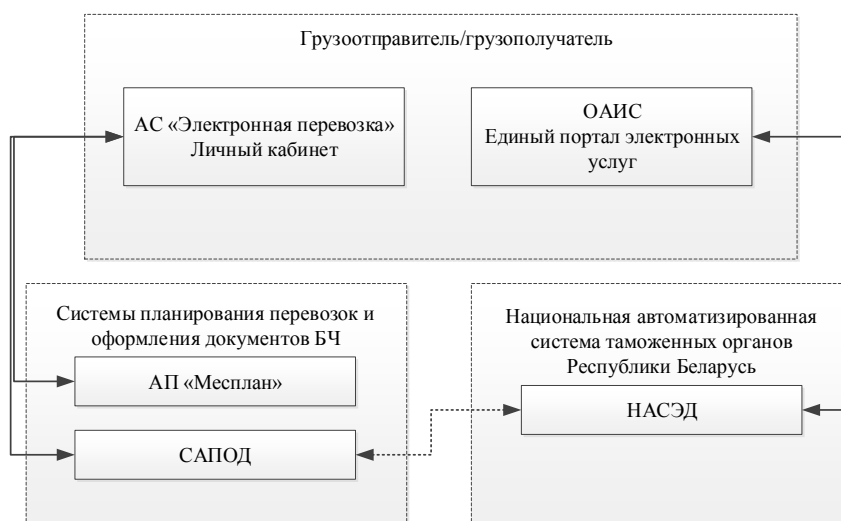 Грузоотправитель/грузополучатель
АС «Электронная перевозка»
Личный кабинет
ОАИС
Единый портал электронных
услуг
Системы планирования перевозок и
оформления документов БЧ
АП «Месплан»
САПОД
Национальная автоматизированная
система таможенных органов
Республики Беларусь
НАСЭД